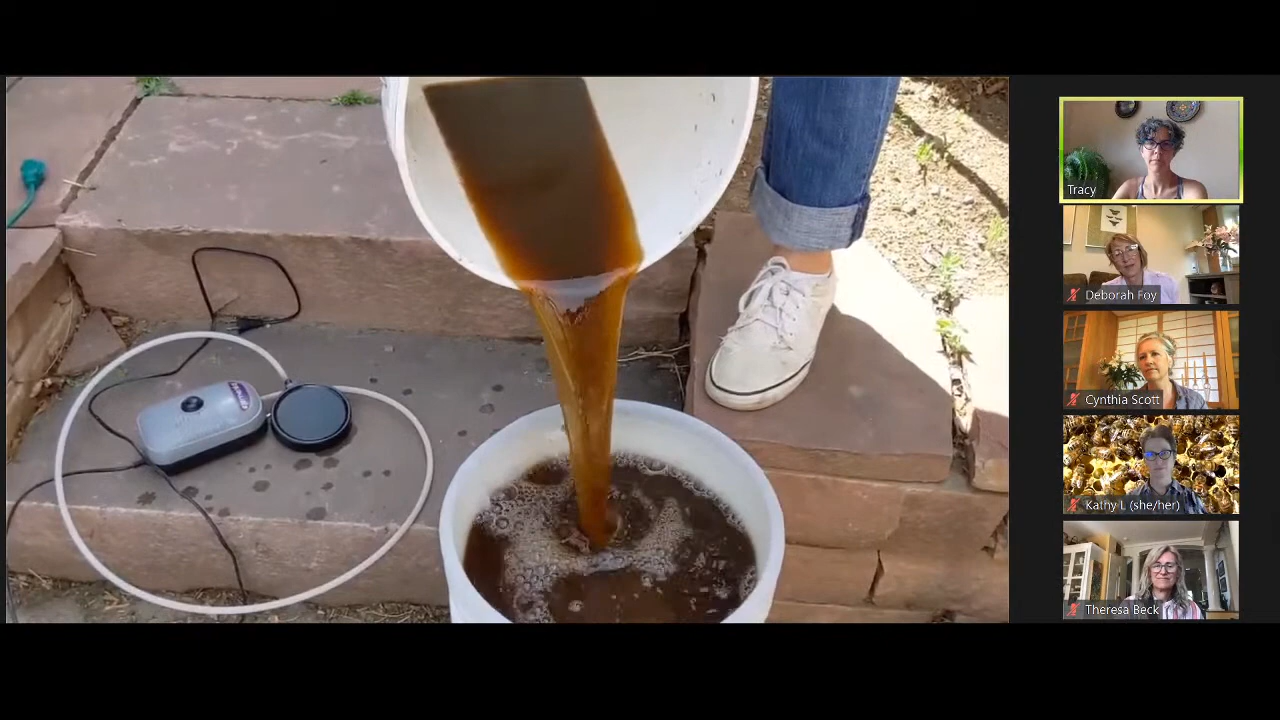 Tracy
Deborah Foy
Cynthia Scott
Kathy L (she/her)
Theresa Beck